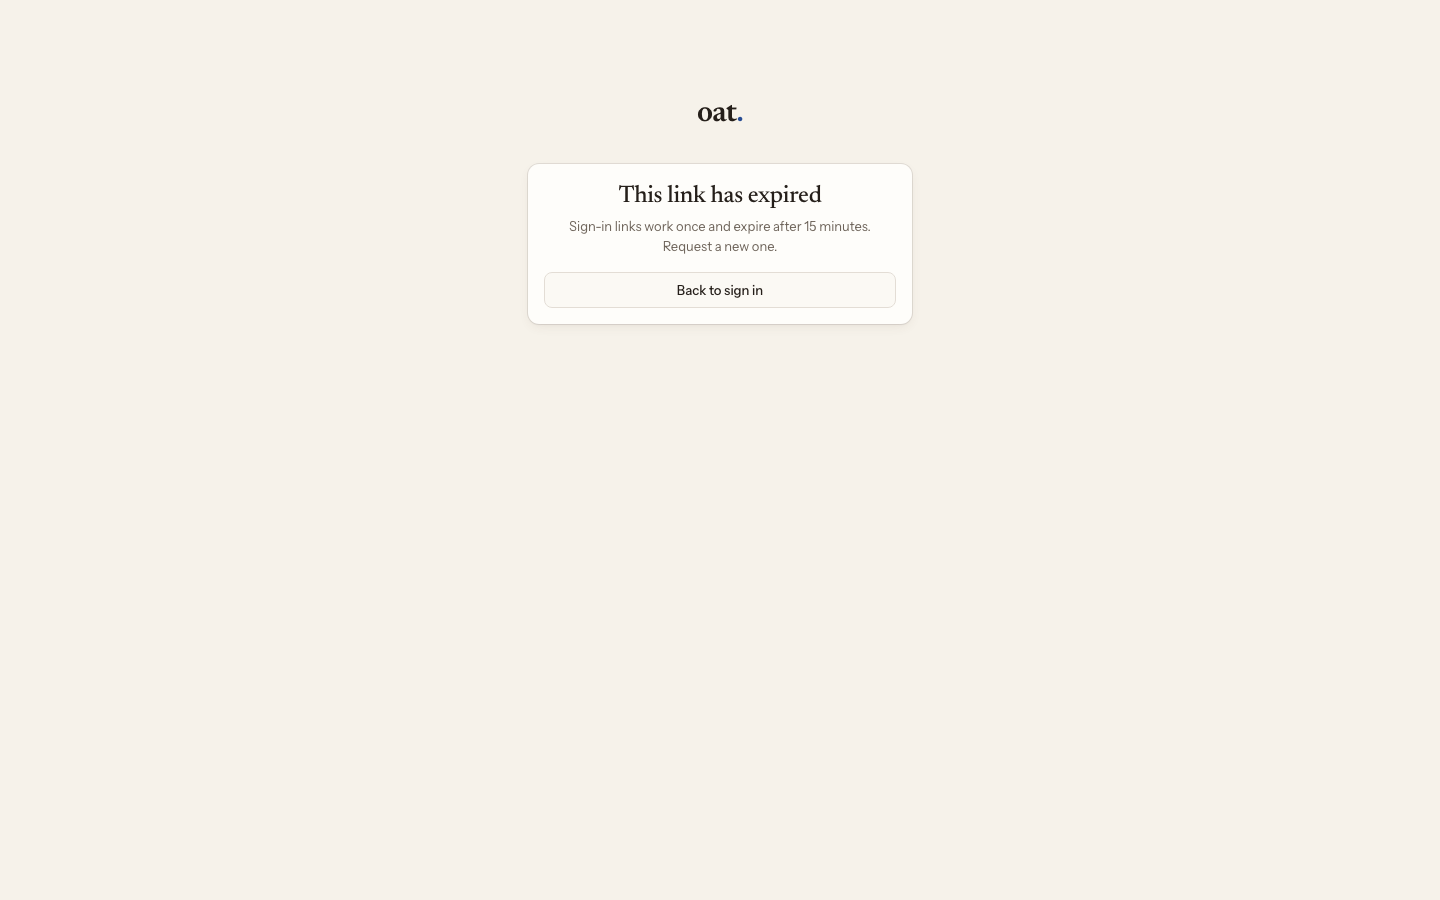 oat.
This link has expired
Sign-in links work once and expire after 15 minutes.
Request a new one.
Back to sign in